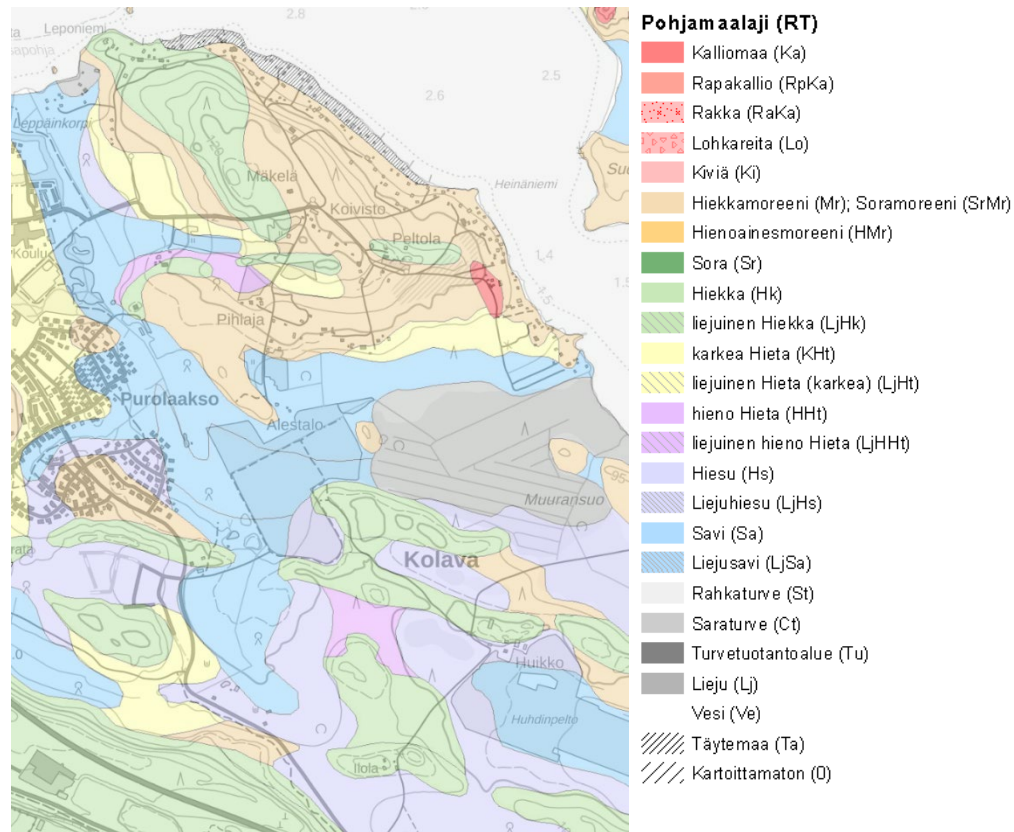 Leponiemi
2.8
2.5
2.6
Leppäinkorpi
120
Mäkelä
Heinäniemi
Koivisto
Koulu
Peltola
1.4
1.5
Pihlaja
Purolaakso
Alestalo
95
Muuransuo
Kolava
Huikko
Huhdinpelto
Ilola
Pohjamaalaji (RT)
Kalliomaa (Ka)
Rapakallio (RpKa)
Rakka (RaKa)
Lohkareita (Lo)
Kiviä (Ki)
Hiekkamoreeni (Mr); Soramoreeni (SrMr)
Hienoainesmoreeni (HMr)
Sora (Sr)
Hiekka (Hk)
liejuinen Hiekka (LjHk)
karkea Hieta (KHt)
liejuinen Hieta (karkea) (LjHt)
hieno Hieta (HHt)
liejuinen hieno Hieta (LjHHt)
Hiesu (Hs)
Liejuhiesu (LjHs)
Savi (Sa)
Liejusavi (LjSa)
Rahkaturve (St)
Saraturve (Ct)
Turvetuotantoalue (Tu)
Lieju (Lj)
Vesi (Ve)
Täytemaa (Ta)
Kartoittamaton (0)